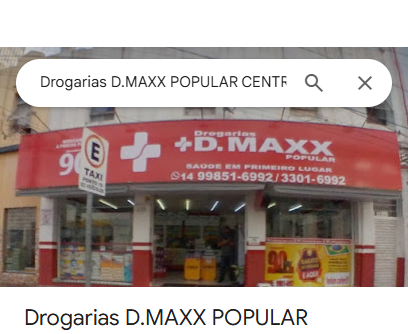 Drogarias D.MAXX POPULAR CENTR
90
Drogarias
+D.MAXX
POPULAR
SAÚDE EM PRIMEIRO LUGAR
14 99851-6992 / 3301-6992
E
TAXI
90%
Drogarias D.MAXX POPULAR